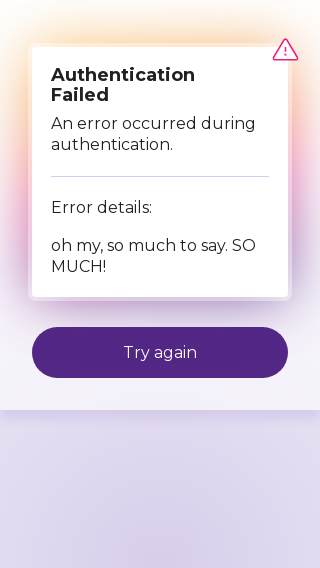 Authentication
Failed
An error occurred during
authentication.
Error details:
oh my, so much to say. SO
MUCH!
Try again